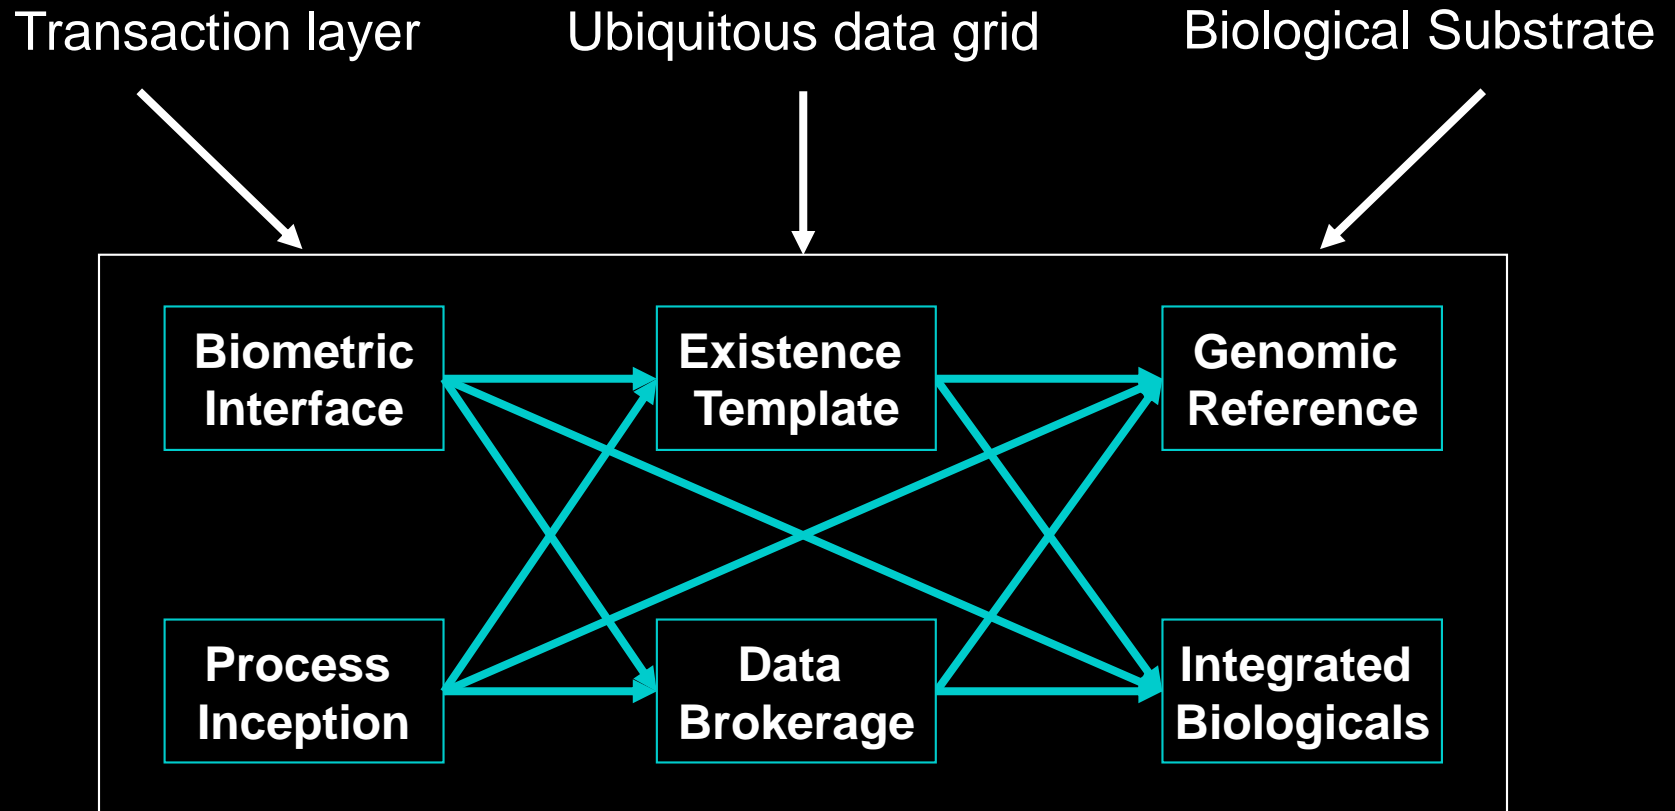 Transaction layer
Ubiquitous data grid
Biological Substrate
Biometric
Interface
Existence
Template
Genomic
Reference
Process
Inception
Data
Brokerage
Integrated
Biologicals